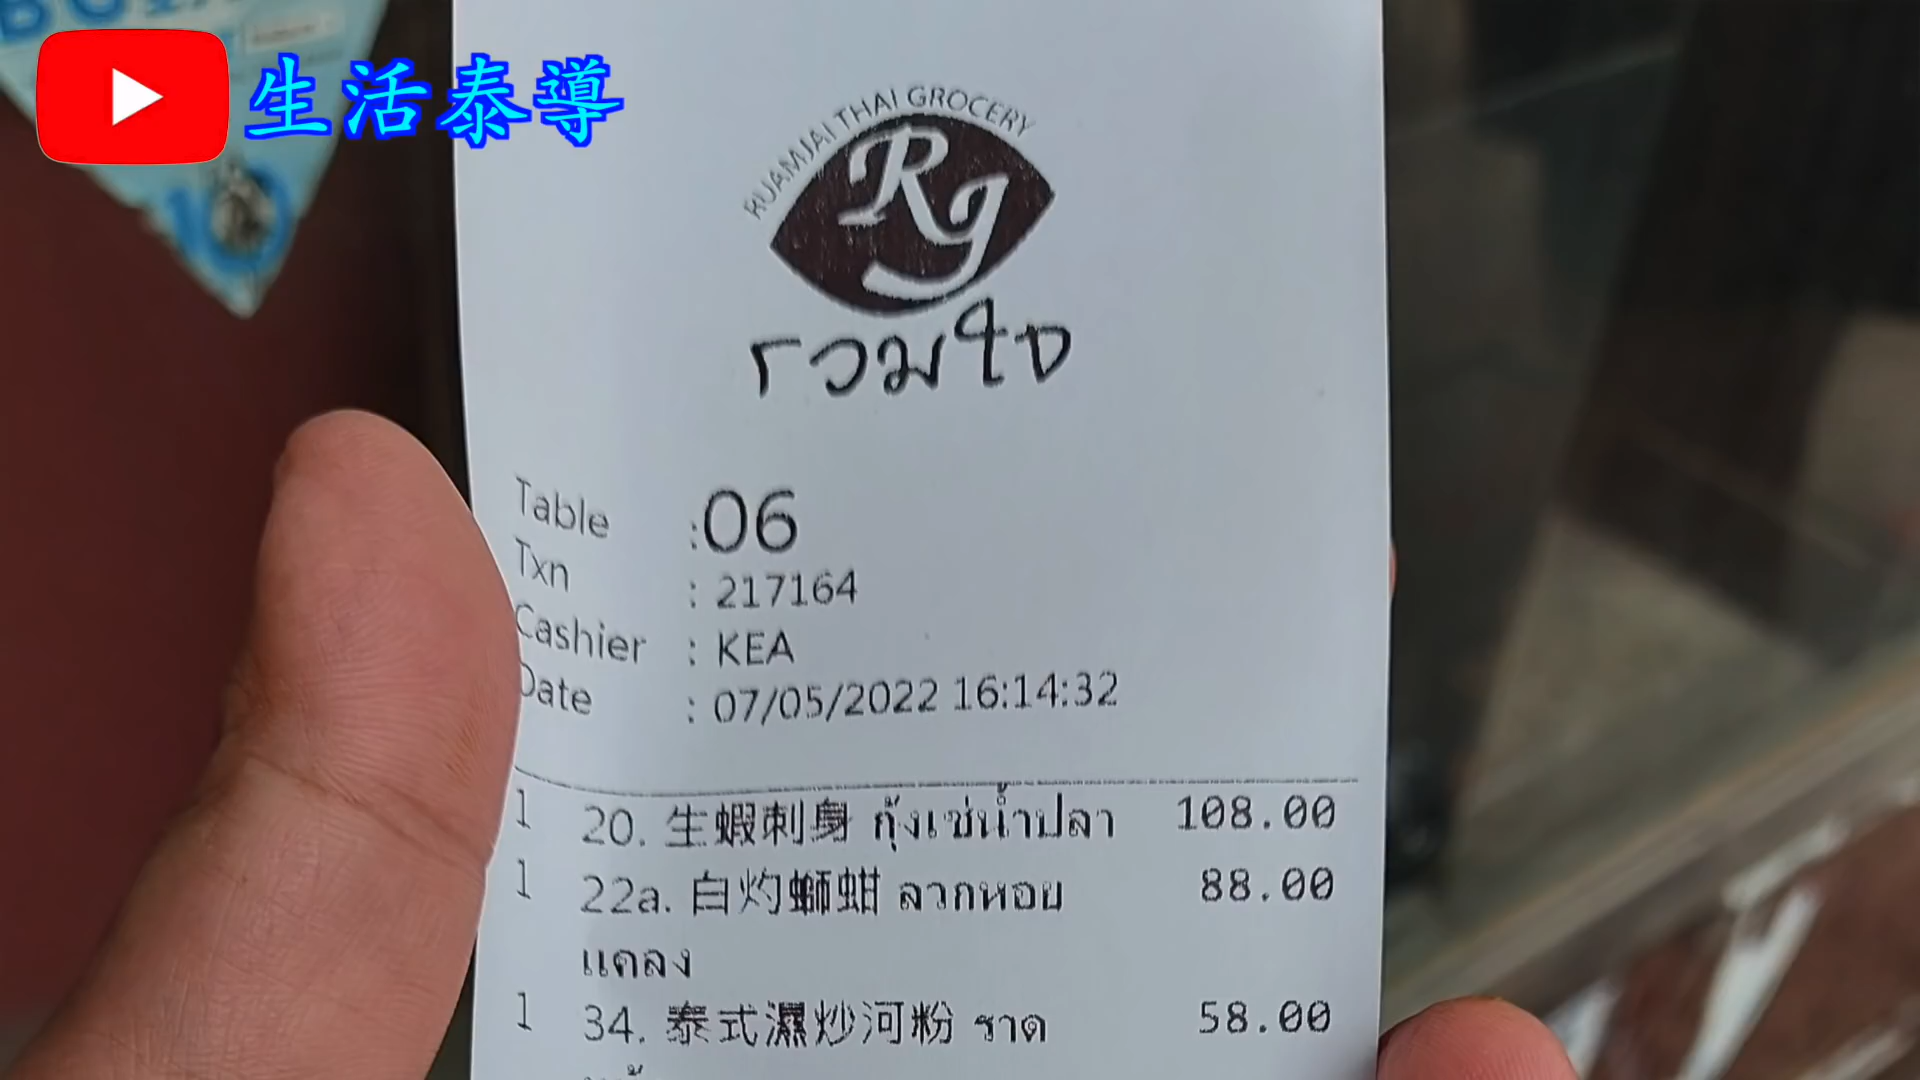 生活泰導
RUAMJAI THAI GROCERY
RJ
รวมใจ
Table :06
Txn : 217164
Cashier : KEA
Date : 07/05/2022 16:14:32
1 20. 生蝦刺身 กุ้งเช่น้ำปลา 108.00
1 22a. 白灼螄蚶 ลวกหอย 88.00
แคลง
1 34. 泰式濕炒河粉 ราด 58.00